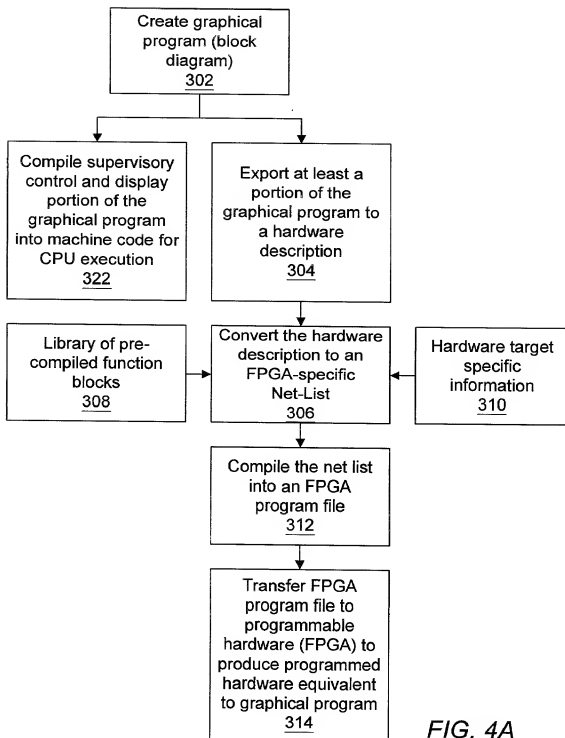 Create graphical
program (block
diagram)
302
Compile supervisory
control and display
portion of the
graphical program
into machine code for
CPU execution
322
Export at least a
portion of the
graphical program to
a hardware
description
304
Library of pre-
compiled function
blocks
308
Convert the hardware
description to an
FPGA-specific
Net-List
306
Hardware target
specific
information
310
Compile the net list
into an FPGA
program file
312
Transfer FPGA
program file to
programmable
hardware (FPGA) to
produce programmed
hardware equivalent
to graphical program
314
FIG. 4A